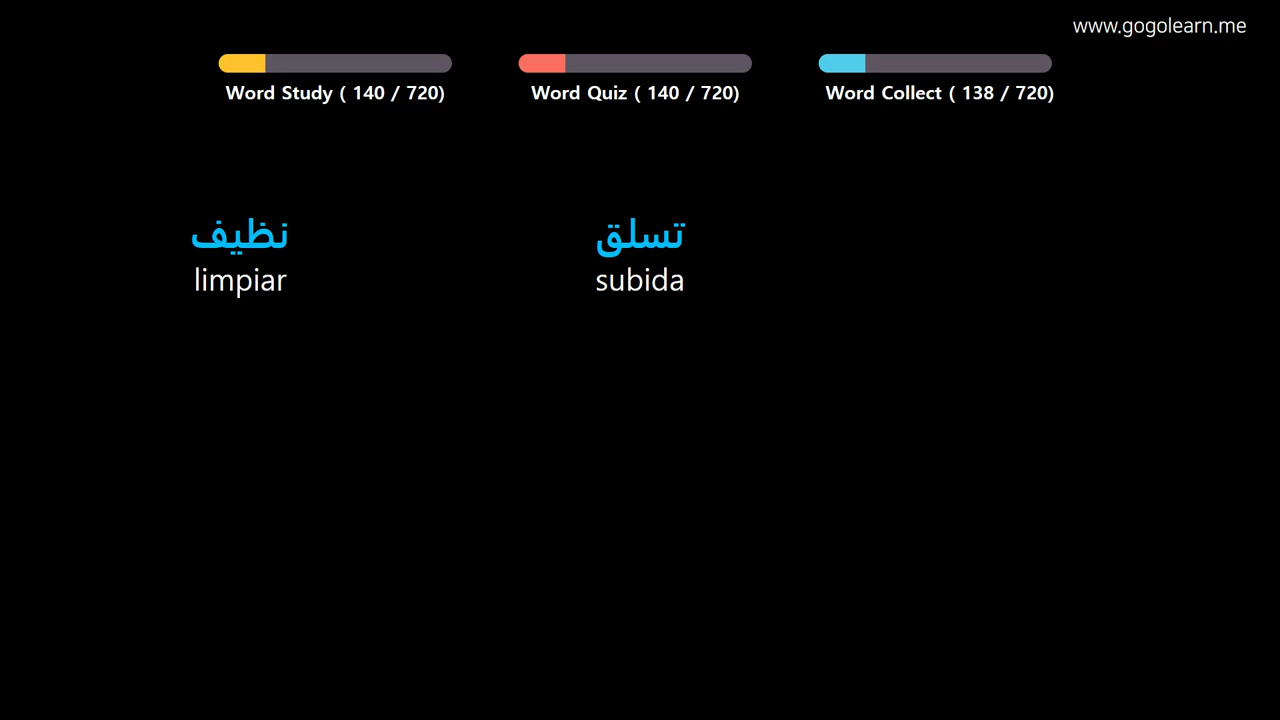 www.gogolearn.me
Word Study ( 140 / 720)
Word Quiz ( 140 / 720)
Word Collect ( 138 / 720)
نظيف
limpiar
تسلق
subida